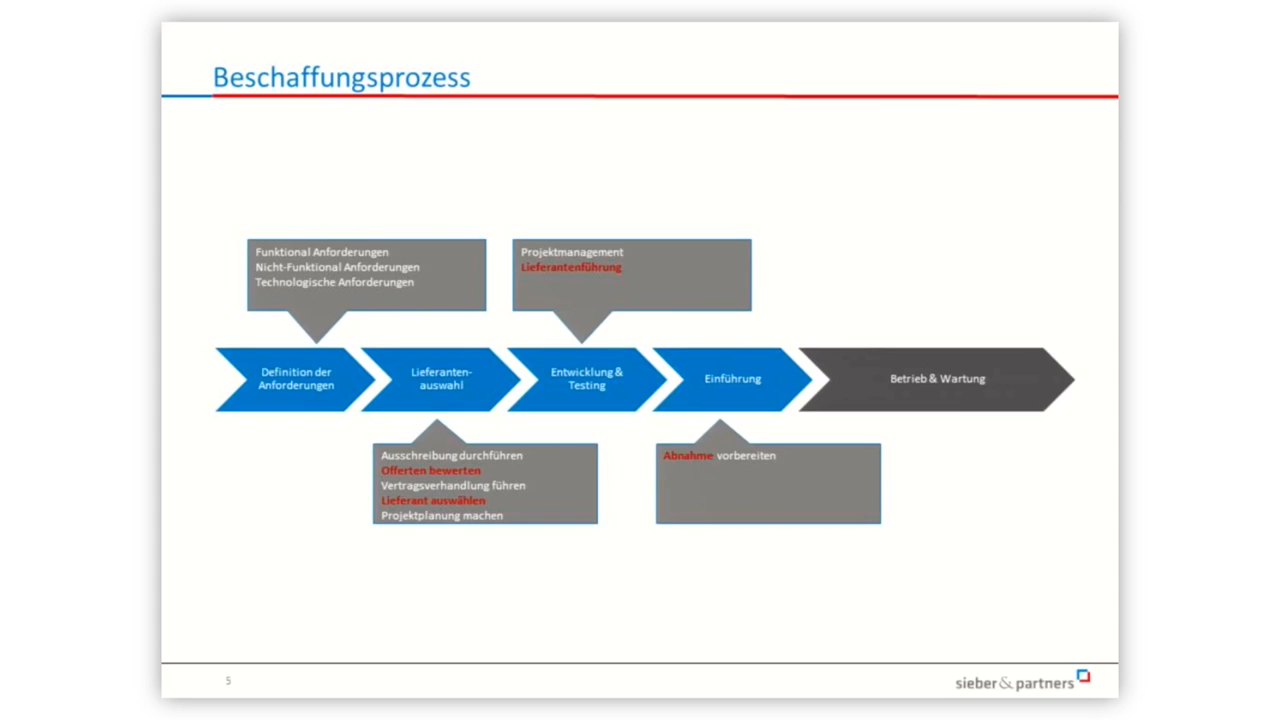 Beschaffungsprozess
Funktional Anforderungen
Nicht-Funktional Anforderungen
Technologische Anforderungen
Projektmanagement
Lieferantenführung
Definition der
Anforderungen
Lieferanten-
auswahl
Entwicklung &
Testing
Einführung
Betrieb & Wartung
Ausschreibung durchführen
Offerten bewerten
Vertragsverhandlung führen
Lieferant auswählen
Projektplanung machen
Abnahme vorbereiten
5
sieber & partners